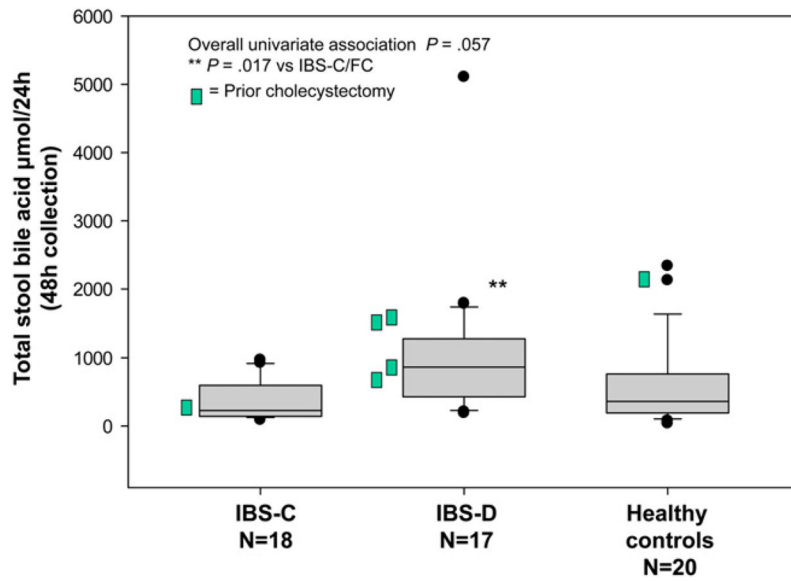 6000
5000
4000
3000
2000
1000
0
Total stool bile acid µmol/24h
(48h collection)
Overall univariate association P = .057
** P = .017 vs IBS-C/FC
= Prior cholecystectomy
**
IBS-C
N=18
IBS-D
N=17
Healthy
controls
N=20